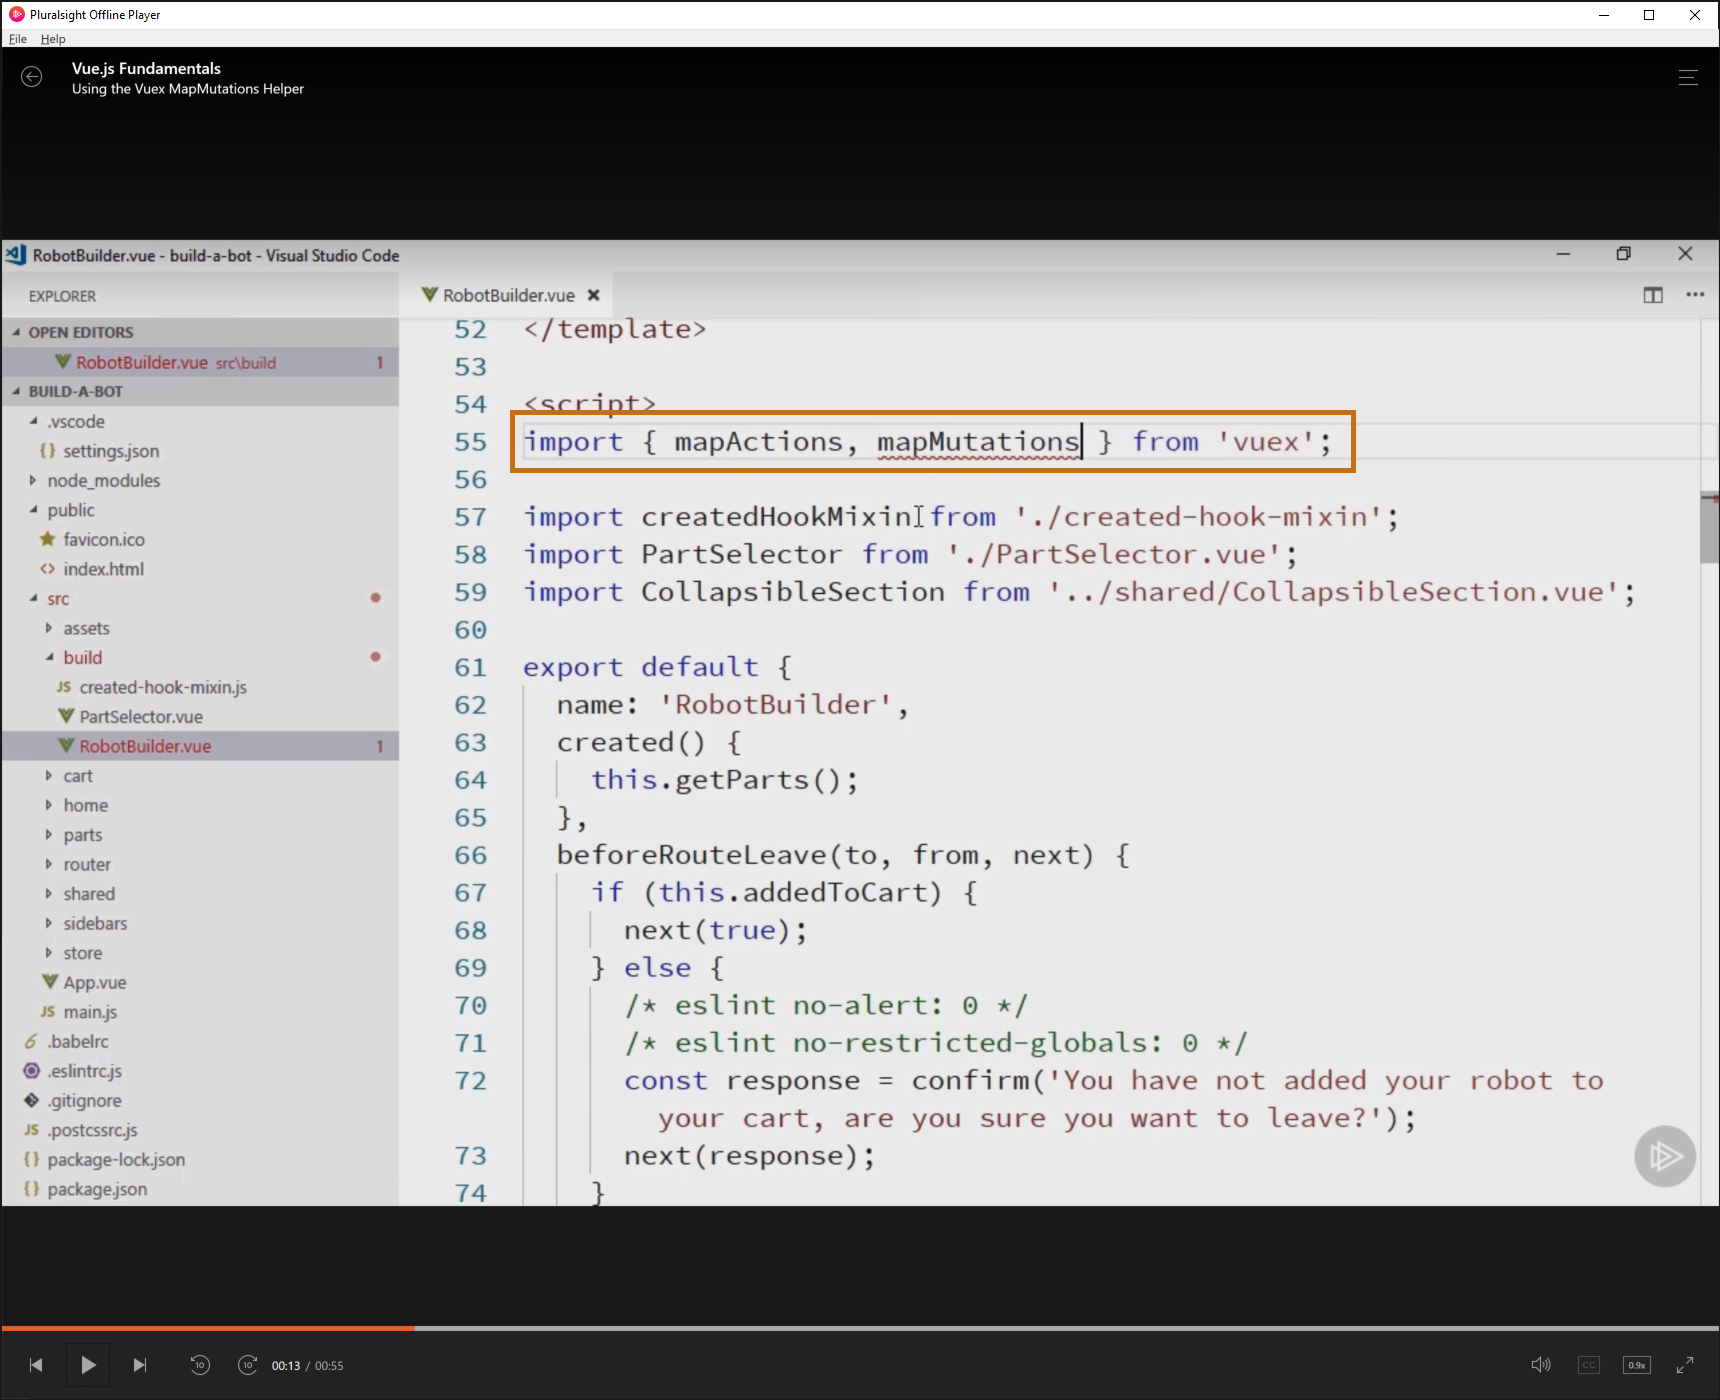 Pluralsight Offline Player
File Help
Vue.js Fundamentals
Using the Vuex MapMutations Helper
RobotBuilder.vue - build-a-bot - Visual Studio Code
EXPLORER
OPEN EDITORS
RobotBuilder.vue src\build 1
BUILD-A-BOT
.vscode
{} settings.json
node_modules
public
favicon.ico
<> index.html
src
assets
build
JS created-hook-mixin.js
PartSelector.vue
RobotBuilder.vue 1
cart
home
parts
router
shared
sidebars
store
App.vue
JS main.js
6 .babelrc
.eslintrc.js
.gitignore
JS .postcssrc.js
{} package-lock.json
{} package.json
RobotBuilder.vue
52 </template>
53
54 <script>
55 import { mapActions, mapMutations } from 'vuex';
56
57 import createdHookMixin from './created-hook-mixin';
58 import PartSelector from './PartSelector.vue';
59 import CollapsibleSection from '../shared/CollapsibleSection.vue';
60
61 export default {
62 name: 'RobotBuilder',
63 created() {
64 this.getParts();
65 },
66 beforeRouteLeave(to, from, next) {
67 if (this.addedToCart) {
68 next(true);
69 } else {
70 /* eslint no-alert: 0 */
71 /* eslint no-restricted-globals: 0 */
72 const response = confirm('You have not added your robot to
your cart, are you sure you want to leave?');
73 next(response);
74 }
10 10 00:13 / 00:55
CC 0.9x